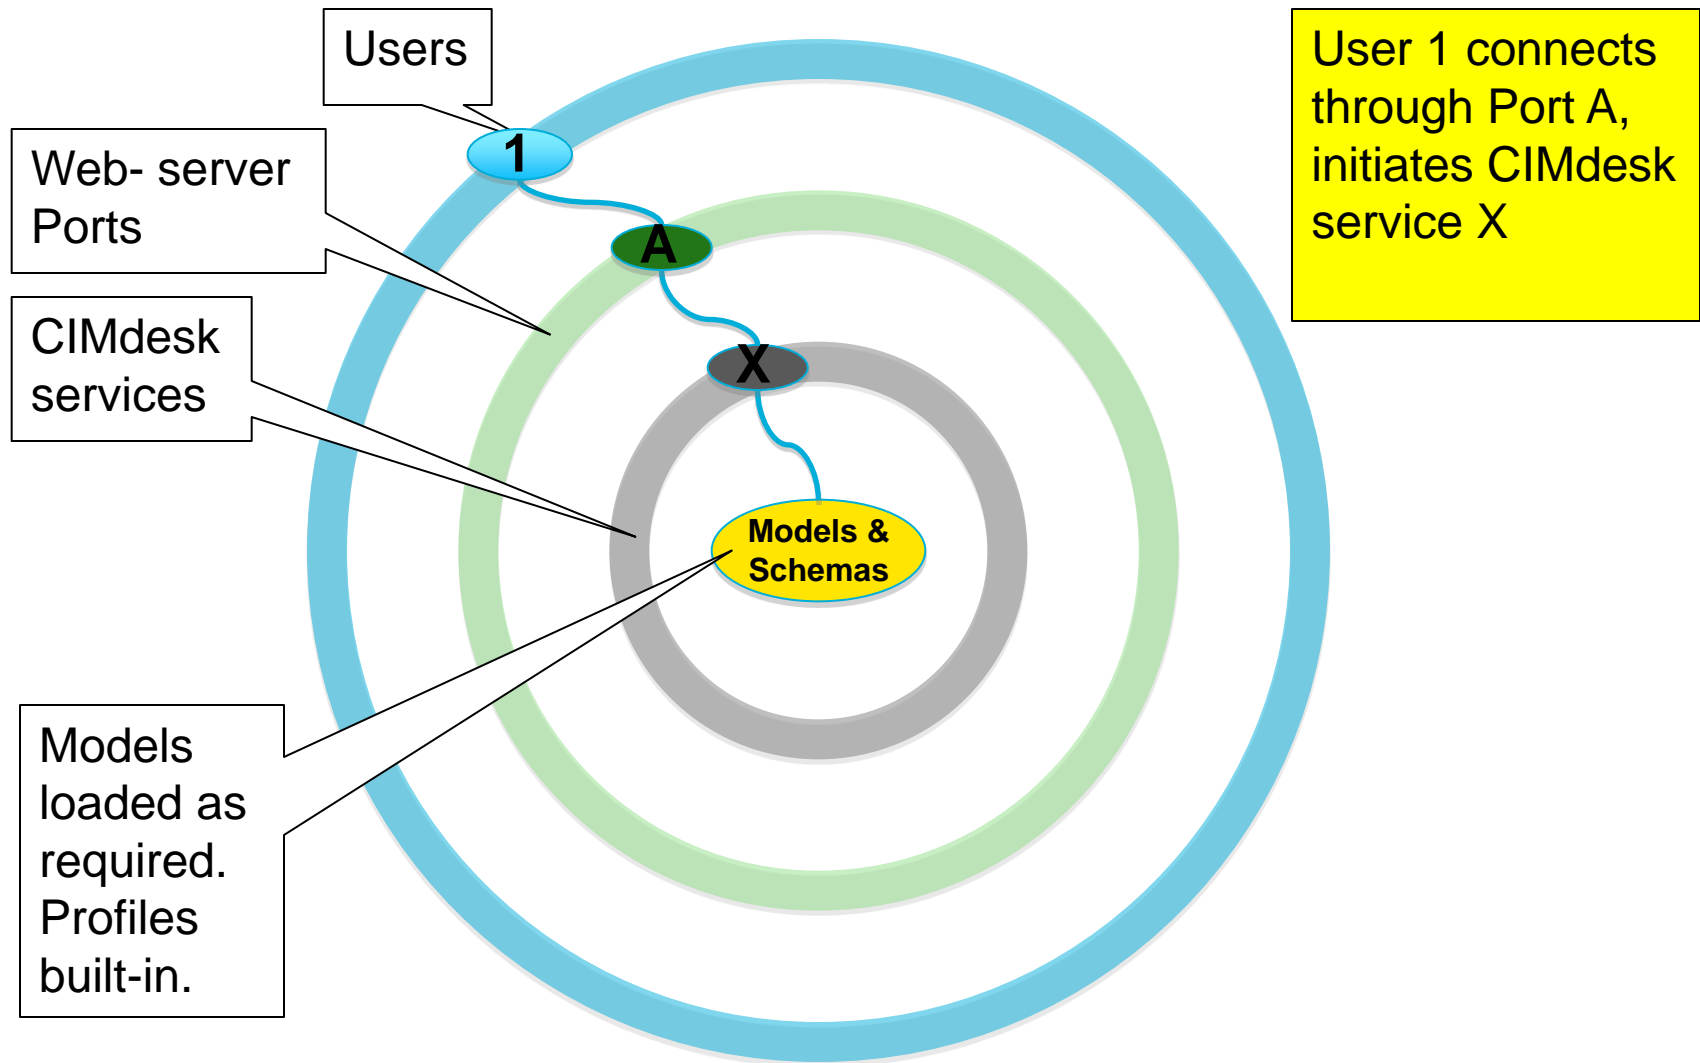 Users
User 1 connects
through Port A,
initiates CIMdesk
service X
1
Web- server
Ports
A
CIMdesk
services
X
Models &
Schemas
Models
loaded as
required.
Profiles
built-in.